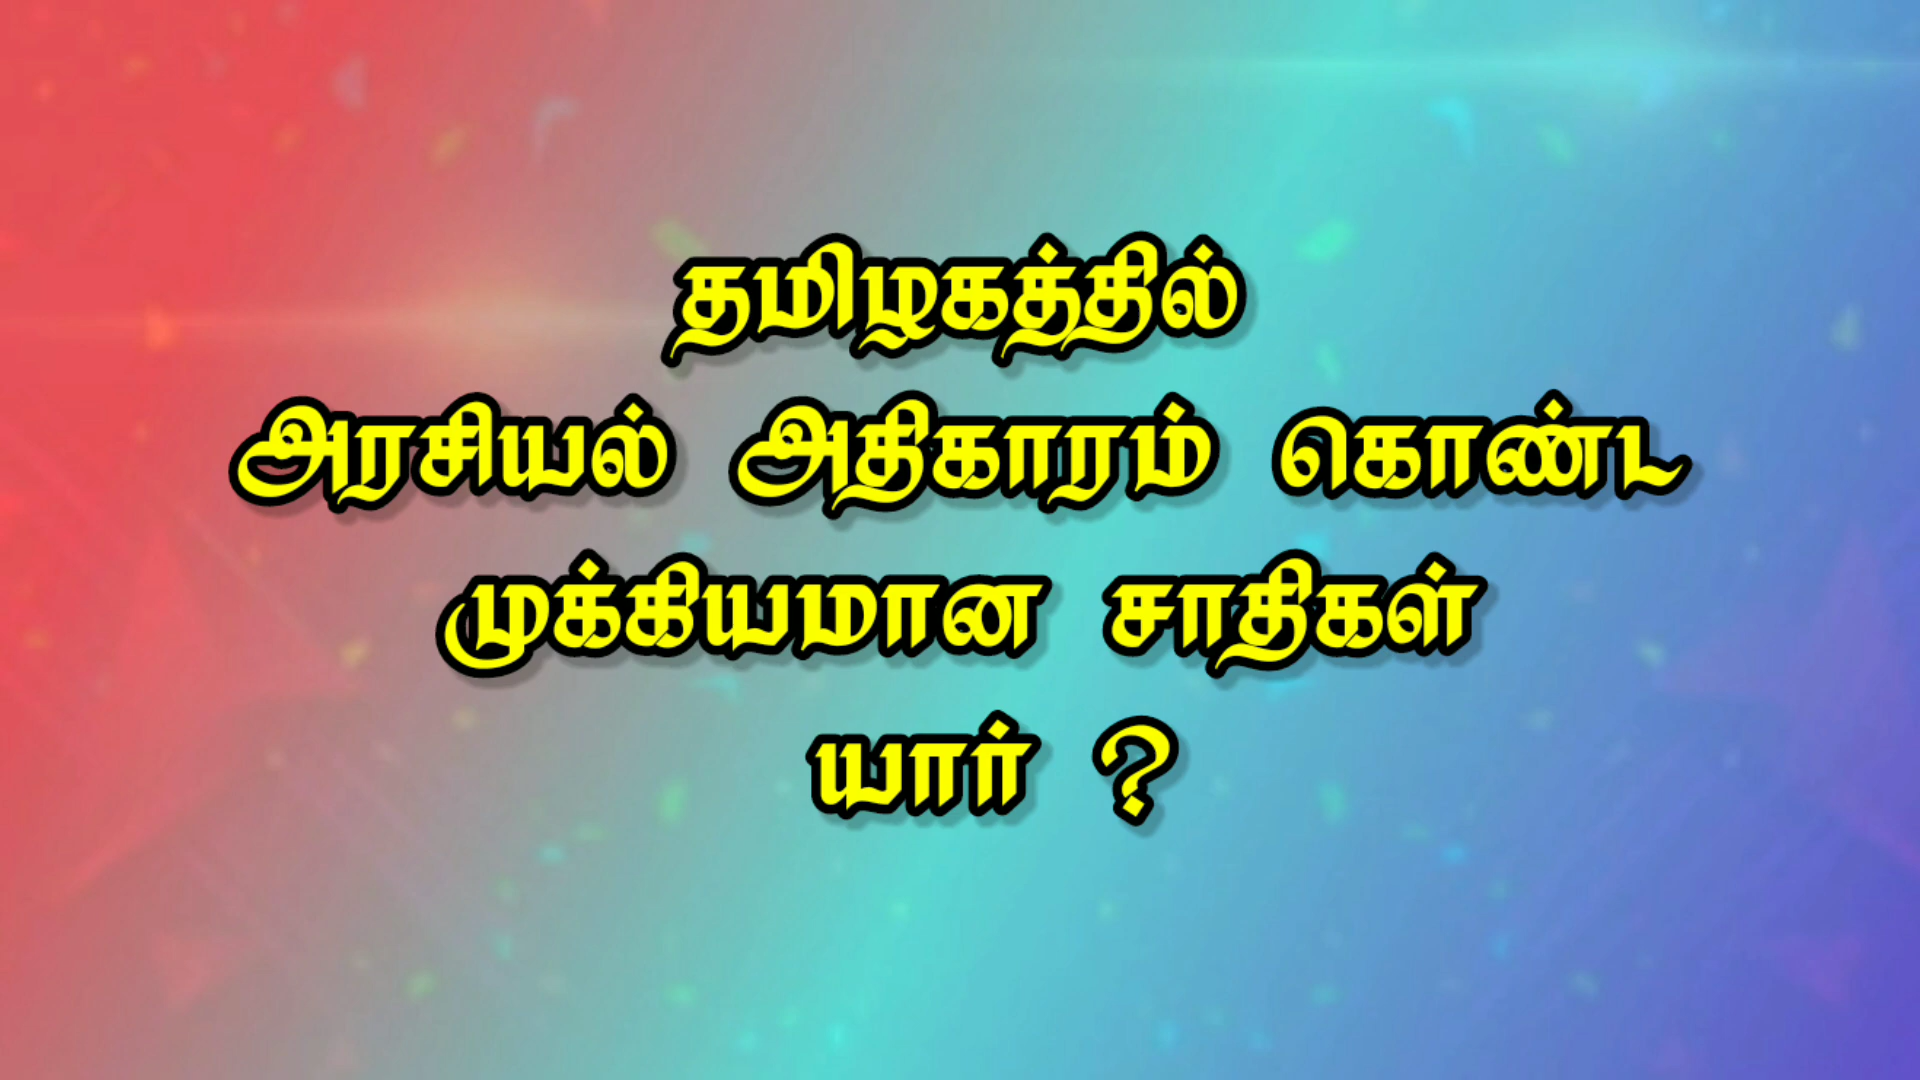 தமிழகத்தில்
அரசியல் அதிகாரம் கொண்ட
முக்கியமான சாதிகள்
யார் ?